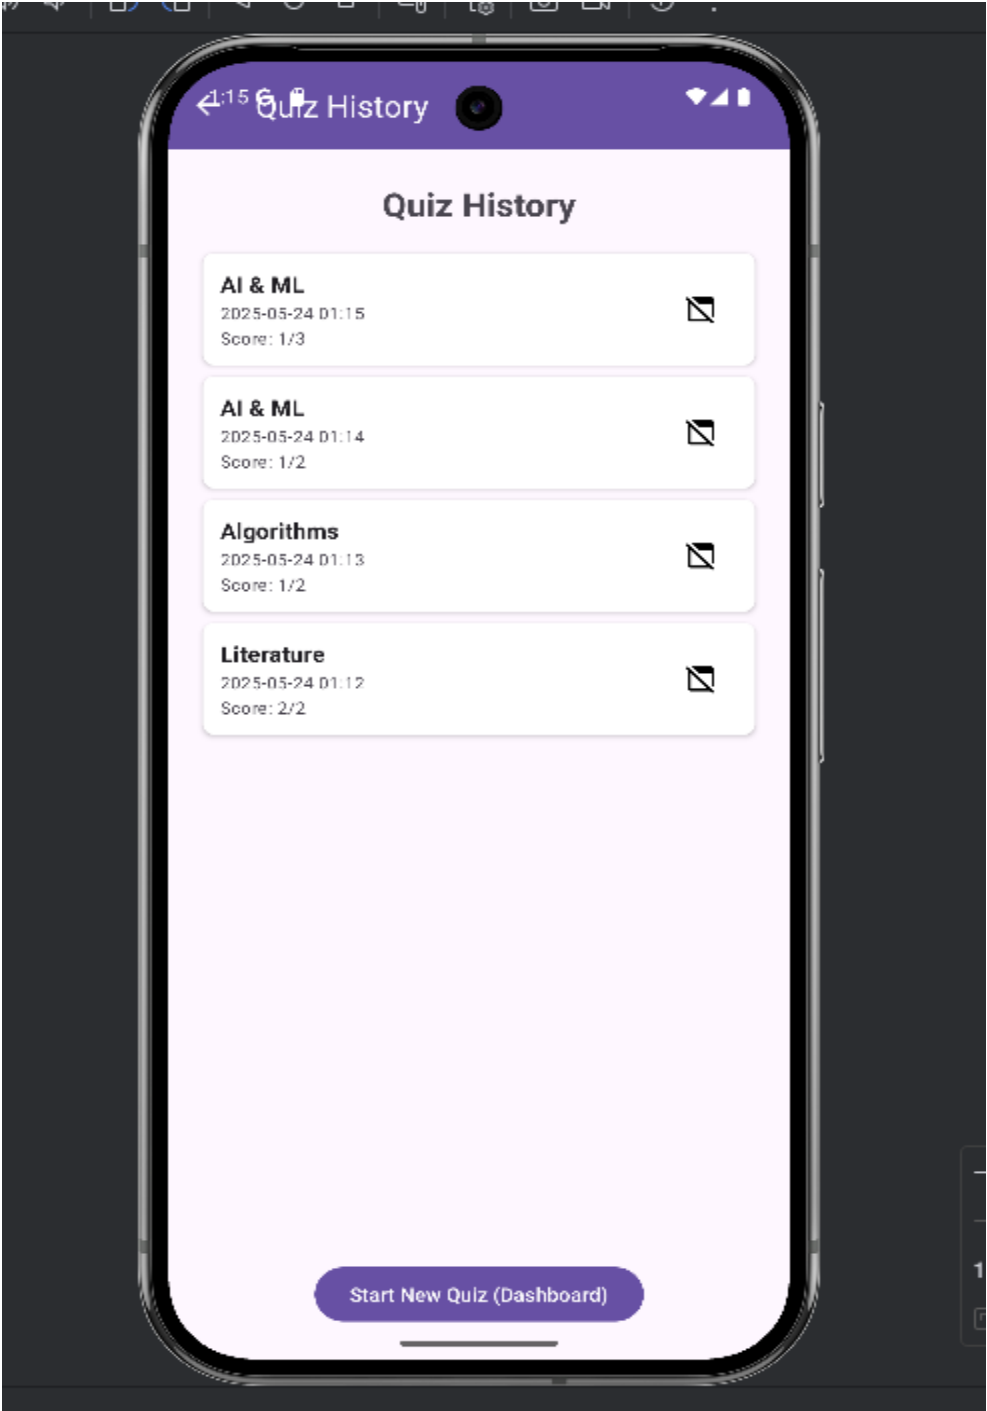 1:15
Quiz History
Quiz History
AI & ML
2025-05-24 01:15
Score: 1/3
AI & ML
2025-05-24 01:14
Score: 1/2
Algorithms
2025-05-24 01:13
Score: 1/2
Literature
2025-05-24 01:12
Score: 2/2
Start New Quiz (Dashboard)
1